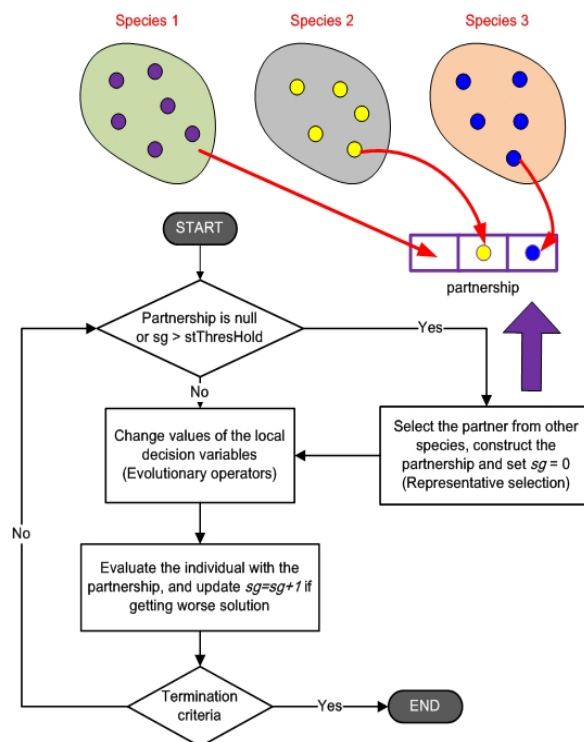 Species 1
Species 2
Species 3
START
partnership
Partnership is null
or sg > stThresHold
Yes
No
Change values of the local
decision variables
(Evolutionary operators)
Select the partner from other
species, construct the
partnership and set sg = 0
(Representative selection)
No
Evaluate the individual with the
partnership, and update sg=sg+1 if
getting worse solution
Termination
criteria
Yes
END